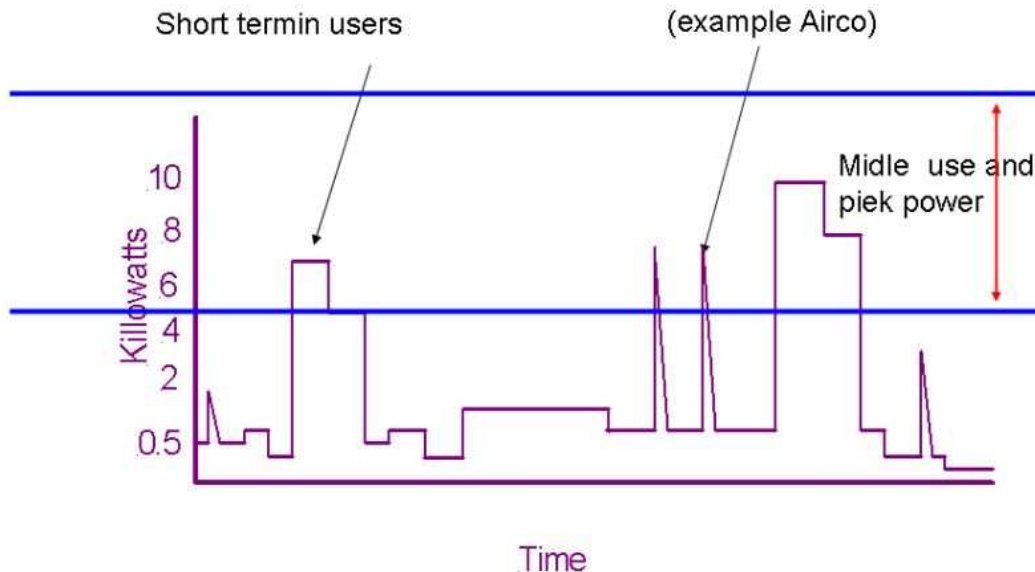 Short termin users
(example Airco)
Midle use and
piek power
Killowatts
10
8
6
4
2
0.5
Time